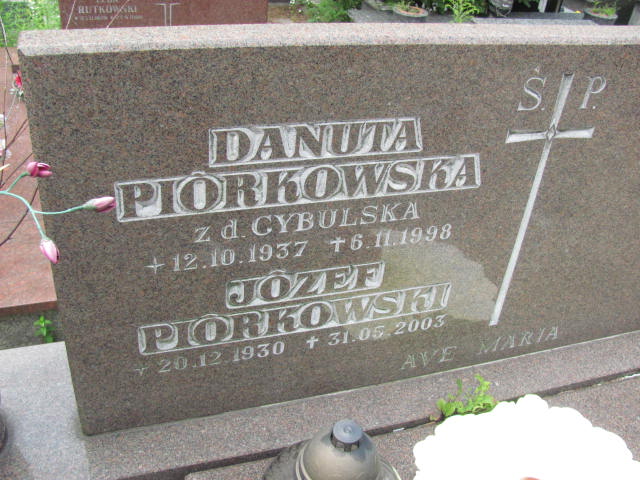 RUTKOWSKI
Ś. P.
DANUTA
PIÓRKOWSKA
z d. CYBULSKA
+12.10.1937 +6.11.1998
JÓZEF
PIÓRKOWSKI
+20.12.1930 +31.05.2003
AVE MARIA